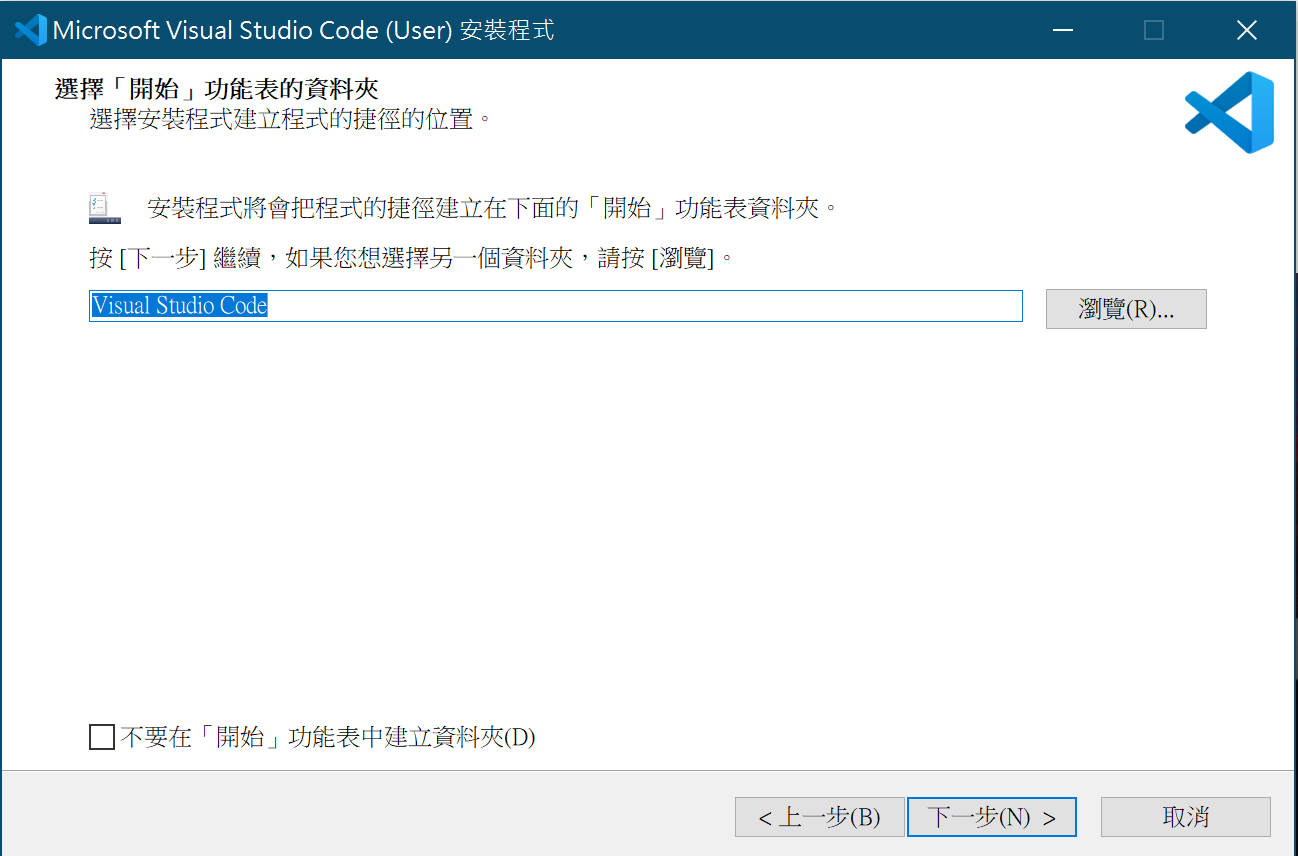 Microsoft Visual Studio Code (User) 安裝程式
選擇「開始」功能表的資料夾
選擇安裝程式建立程式的捷徑的位置。
安裝程式將會把程式的捷徑建立在下面的「開始」功能表資料夾。
按 [下一步] 繼續，如果您想選擇另一個資料夾，請按 [瀏覽]。
Visual Studio Code
瀏覽(R)...
不要在「開始」功能表中建立資料夾(D)
< 上一步(B)
下一步(N) >
取消